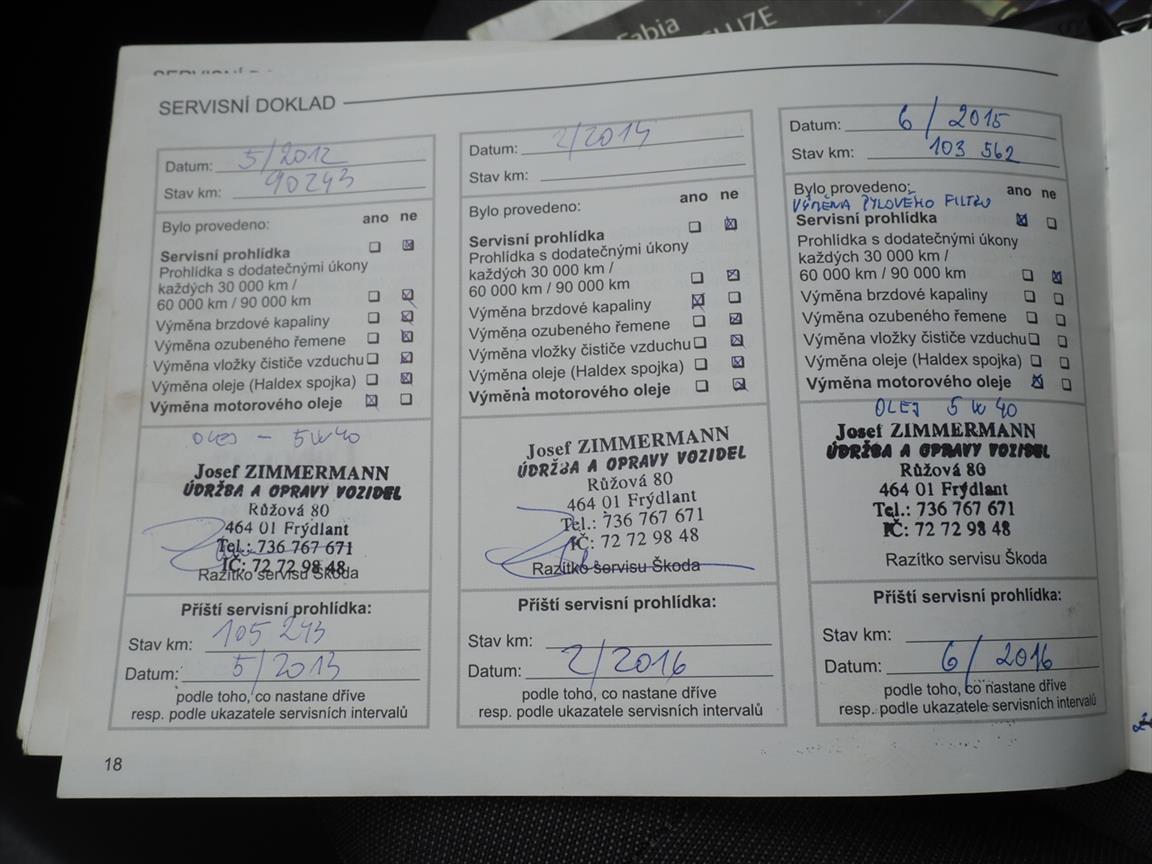 Fabia
SERVISNÍ DOKLAD
Datum: 5/2012
Stav km: 90243
Bylo provedeno:
ano ne
Servisní prohlídka
Prohlídka s dodatečnými úkony
každých 30 000 km /
60 000 km / 90 000 km
Výměna brzdové kapaliny
Výměna ozubeného řemene
Výměna vložky čističe vzduchu
Výměna oleje (Haldex spojka)
Výměna motorového oleje
OLEJ – 5W40
Josef ZIMMERMANN
ÚDRŽBA A OPRAVY VOZIDEL
Růžová 80
464 01 Frýdlant
Tel.: 736 767 671
IČ: 72 72 98 48
Razítko servisu Škoda
Příští servisní prohlídka:
Stav km: 105 243
Datum: 5/2013
podle toho, co nastane dříve
resp. podle ukazatele servisních intervalů
Datum: 2/2014
Stav km:
Bylo provedeno:
ano ne
Servisní prohlídka
Prohlídka s dodatečnými úkony
každých 30 000 km /
60 000 km / 90 000 km
Výměna brzdové kapaliny
Výměna ozubeného řemene
Výměna vložky čističe vzduchu
Výměna oleje (Haldex spojka)
Výměna motorového oleje
Josef ZIMMERMANN
ÚDRŽBA A OPRAVY VOZIDEL
Růžová 80
464 01 Frýdlant
Tel.: 736 767 671
IČ: 72 72 98 48
Razítko servisu Škoda
Příští servisní prohlídka:
Stav km:
Datum: 2/2016
podle toho, co nastane dříve
resp. podle ukazatele servisních intervalů
Datum: 6/2015
Stav km: 103 562
Bylo provedeno:
ano ne
VÝMĚNA PYLOVÉHO FILTRU
Servisní prohlídka
Prohlídka s dodatečnými úkony
každých 30 000 km /
60 000 km / 90 000 km
Výměna brzdové kapaliny
Výměna ozubeného řemene
Výměna vložky čističe vzduchu
Výměna oleje (Haldex spojka)
Výměna motorového oleje
OLEJ 5W40
Josef ZIMMERMANN
ÚDRŽBA A OPRAVY VOZIDEL
Růžová 80
464 01 Frýdlant
Tel.: 736 767 671
IČ: 72 72 98 48
Razítko servisu Škoda
Příští servisní prohlídka:
Stav km:
Datum: 6/2016
podle toho, co nastane dříve
resp. podle ukazatele servisních intervalů
18